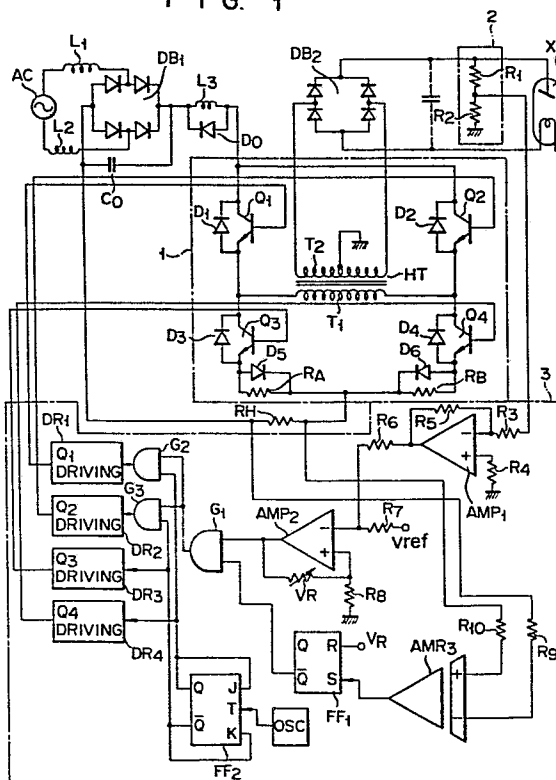 FIG. 1
L1
AC
L2
DB1
L3
D0
C0
DB2
2
R1
R2
X
1
D1
Q1
D2
Q2
T2
HT
T1
D3
Q3
D5
RA
D4
Q4
D6
RB
3
RH
R6
R5
R3
R4
AMP1
DR1
Q1 DRIVING
G2
Q2 DRIVING
G3
DR2
Q3 DRIVING
DR3
Q4 DRIVING
DR4
G1
AMP2
R7
Vref
VR
R8
R10
R9
AMR3
Q R VR
Q̅ S
FF1
Q J
T OSC
Q̅ K
FF2